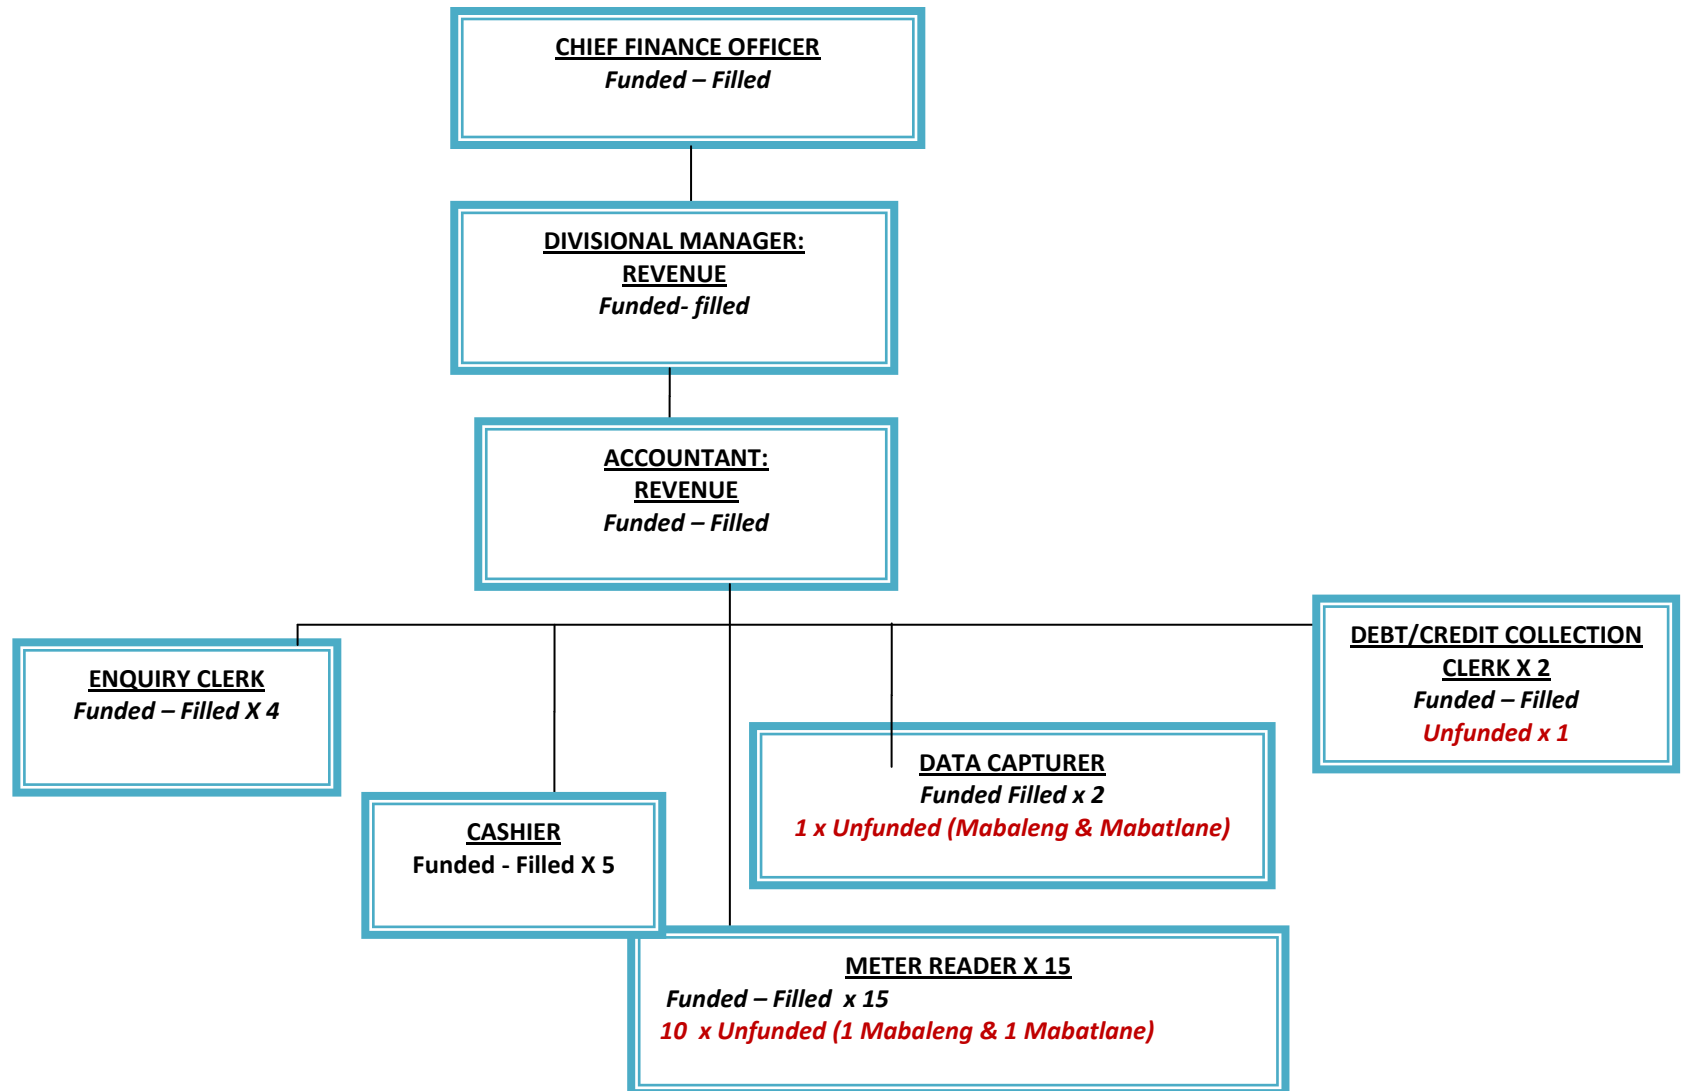 CHIEF FINANCE OFFICER
Funded – Filled
DIVISIONAL MANAGER:
REVENUE
Funded- filled
ACCOUNTANT:
REVENUE
Funded – Filled
ENQUIRY CLERK
Funded – Filled X 4
CASHIER
Funded - Filled X 5
METER READER X 15
Funded – Filled  x 15
10  x Unfunded (1 Mabaleng & 1 Mabatlane)
DATA CAPTURER
Funded Filled x 2
1 x Unfunded (Mabaleng & Mabatlane)
DEBT/CREDIT COLLECTION
CLERK X 2
Funded – Filled
Unfunded x 1